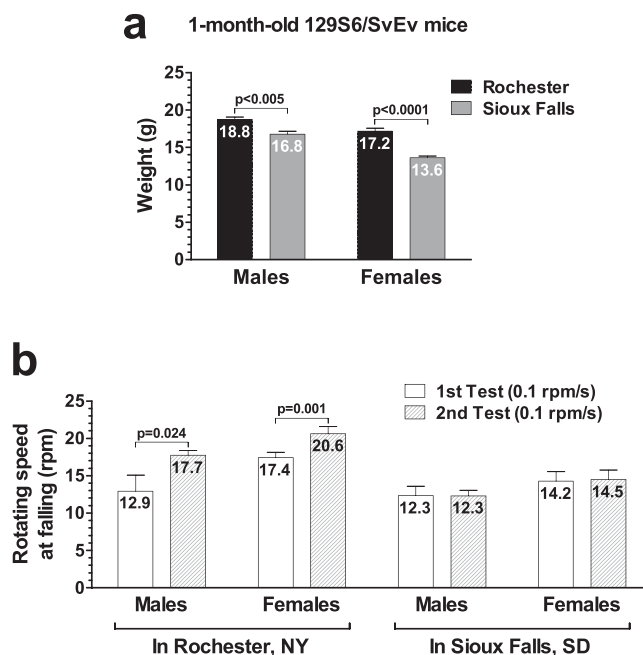 a 1-month-old 129S6/SvEv mice
25
20
15
10
5
0
Weight (g)
Rochester
Sioux Falls
p<0.005
p<0.0001
18.8
16.8
17.2
13.6
Males Females
b
1st Test (0.1 rpm/s)
2nd Test (0.1 rpm/s)
25
20
15
10
5
0
Rotating speed
at falling (rpm)
p=0.024
p=0.001
12.9
17.7
17.4
20.6
12.3
12.3
14.2
14.5
Males Females Males Females
In Rochester, NY In Sioux Falls, SD